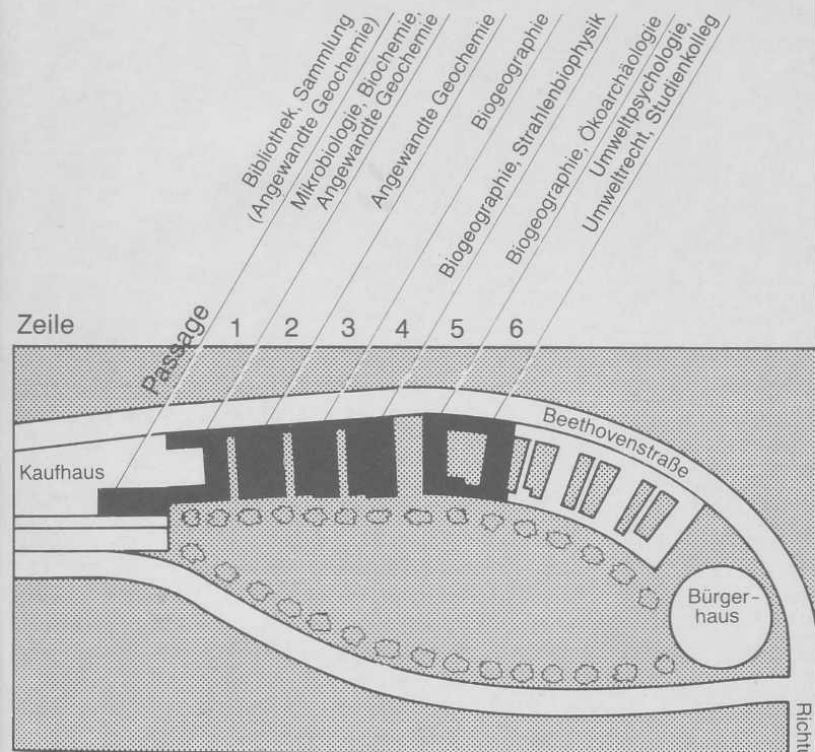 Bibliothek, Sammlung
(Angewandte Geochemie)
Mikrobiologie, Biochemie,
Angewandte Geochemie
Angewandte Geochemie
Biogeographie
Biogeographie, Strahlenbiophysik
Biogeographie, Ökoarchäologie
Umweltpsychologie,
Umweltrecht, Studienkolleg
Zeile
Passage
1 2 3 4 5 6
Beethovenstraße
Kaufhaus
Bürger-
haus